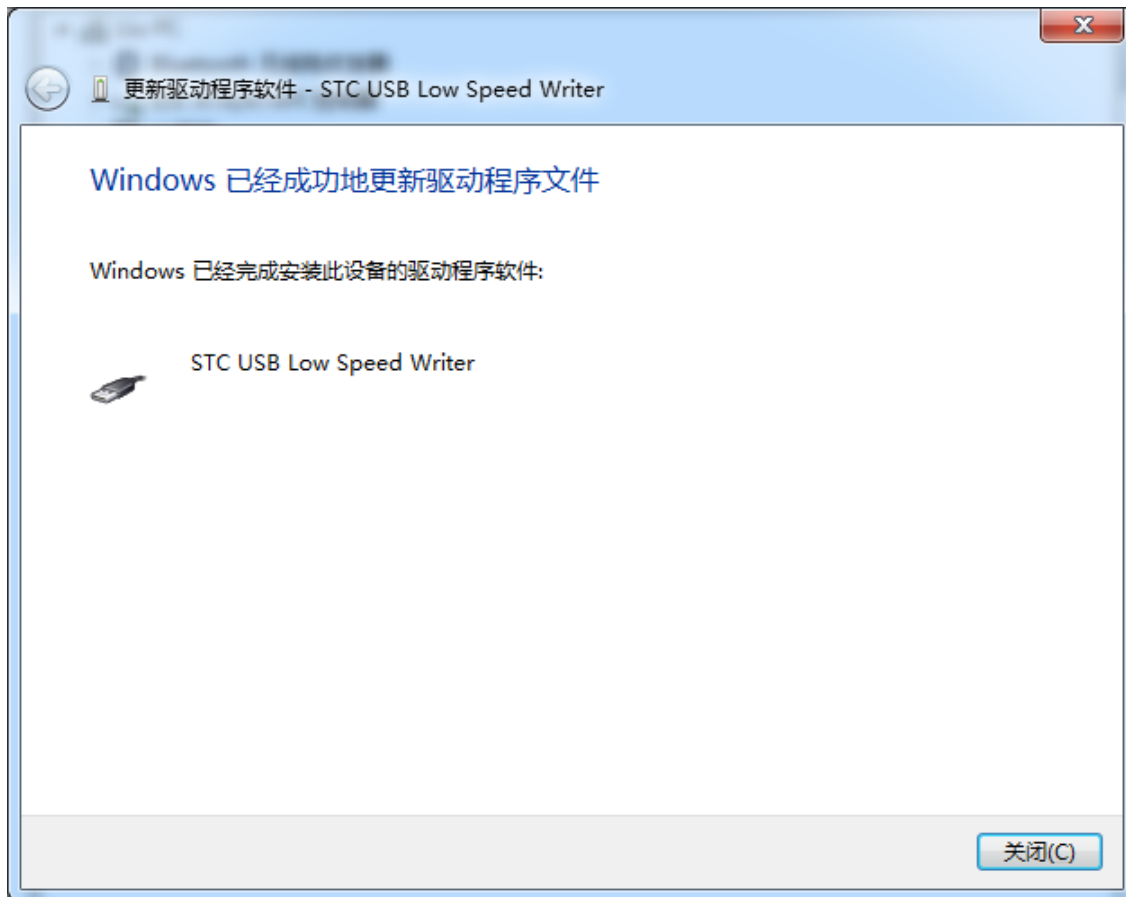 更新驱动程序软件 - STC USB Low Speed Writer
Windows 已经成功地更新驱动程序文件
Windows 已经完成安装此设备的驱动程序软件:
STC USB Low Speed Writer
关闭(C)